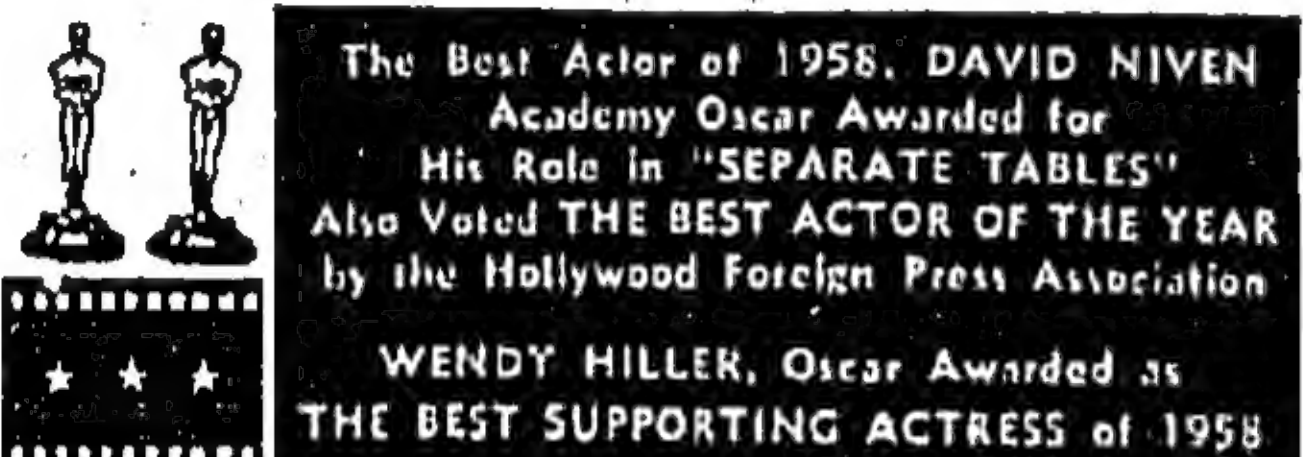 The Best Actor of 1958, DAVID NIVEN
Academy Oscar Awarded for
His Role in "SEPARATE TABLES"
Also Voted THE BEST ACTOR OF THE YEAR
by the Hollywood Foreign Press Association
WENDY HILLER, Oscar Awarded as
THE BEST SUPPORTING ACTRESS of 1958